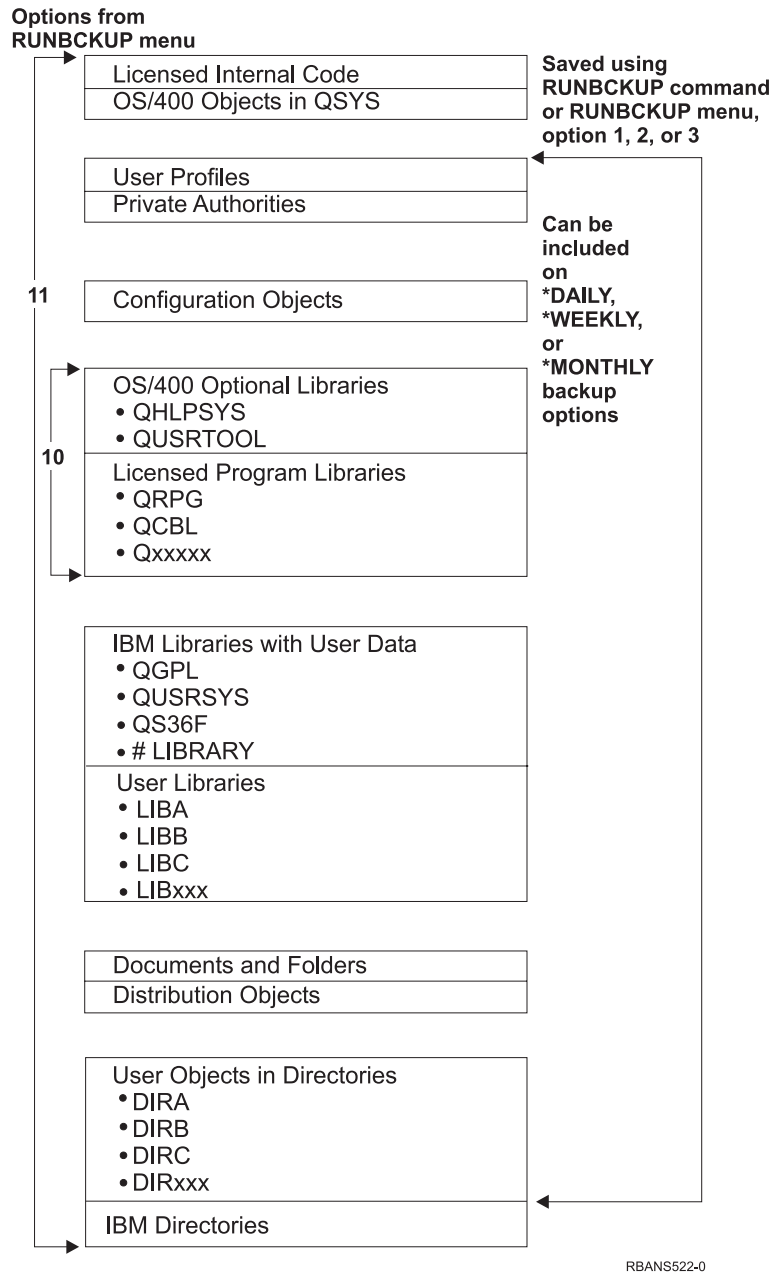 Options from
RUNBCKUP menu
Licensed Internal Code
OS/400 Objects in QSYS
Saved using
RUNBCKUP command
or RUNBCKUP menu,
option 1, 2, or 3
User Profiles
Private Authorities
Can be
included
on
*DAILY,
*WEEKLY,
or
*MONTHLY
backup
options
11
Configuration Objects
OS/400 Optional Libraries
• QHLPSYS
• QUSRTOOL
10
Licensed Program Libraries
• QRPG
• QCBL
• Qxxxxx
IBM Libraries with User Data
• QGPL
• QUSRSYS
• QS36F
• # LIBRARY
User Libraries
• LIBA
• LIBB
• LIBC
• LIBxxx
Documents and Folders
Distribution Objects
User Objects in Directories
• DIRA
• DIRB
• DIRC
• DIRxxx
IBM Directories
RBANS522-0